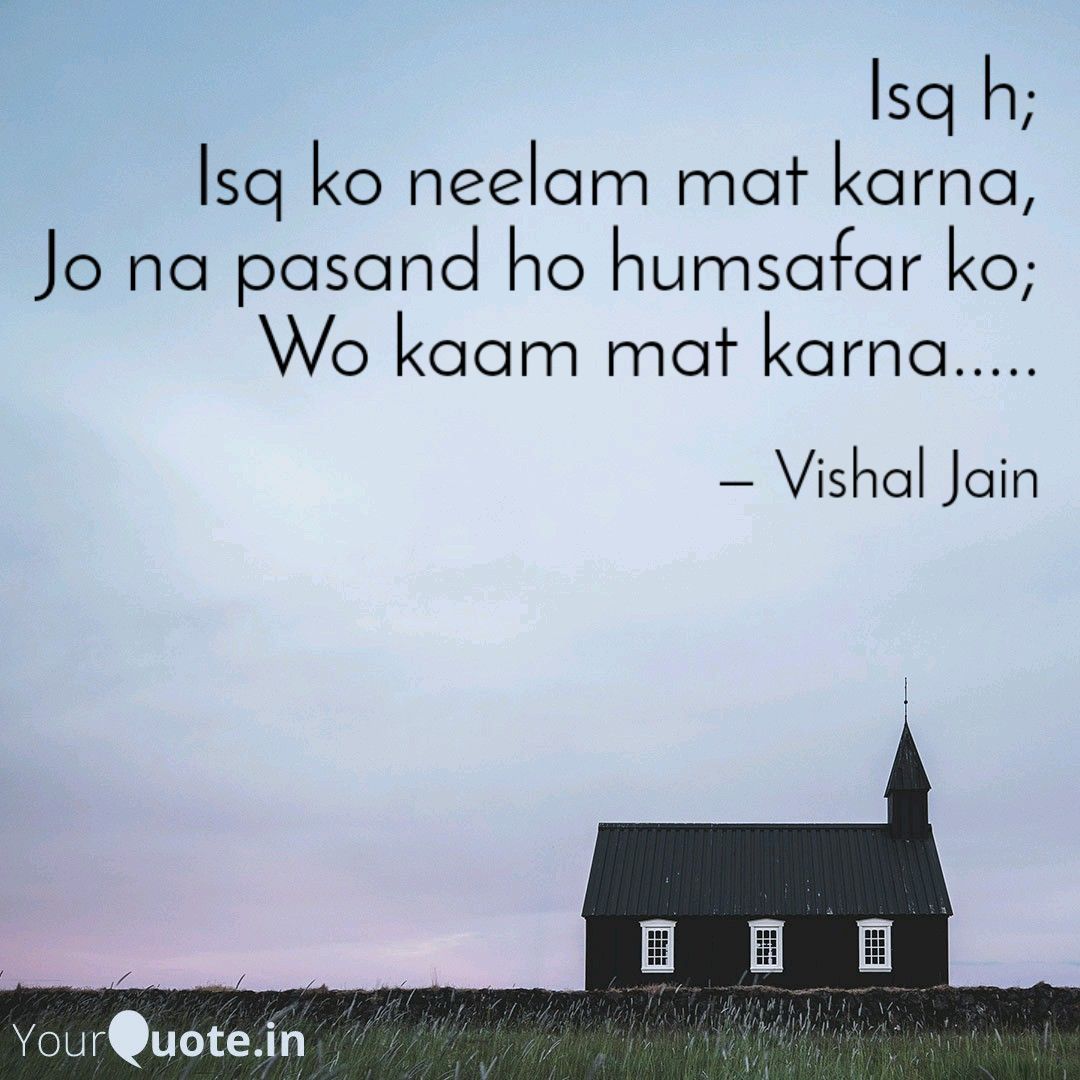 Isq h;
Isq ko neelam mat karna,
Jo na pasand ho humsafar ko;
Wo kaam mat karna.....
– Vishal Jain
YourQuote.in